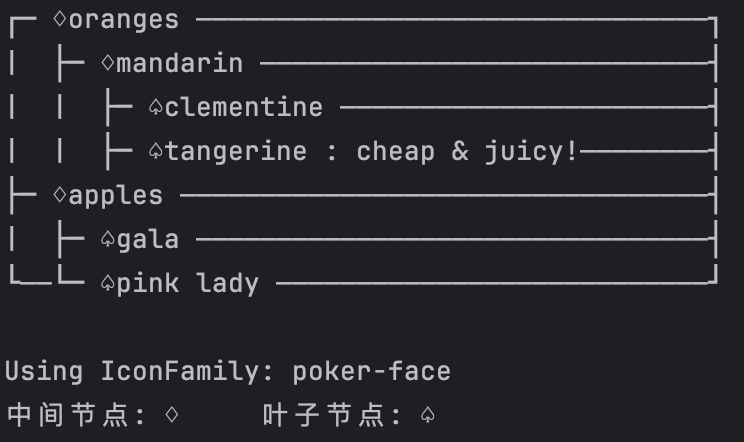 ┌─ ♢oranges ────────────────────────────────┐
│  ├─ ♢mandarin ────────────────────────────┤
│  │  ├─ ♤clementine ───────────────────────┤
│  │  ├─ ♤tangerine : cheap & juicy!────────┤
├─ ♢apples ─────────────────────────────────┤
│  ├─ ♤gala ────────────────────────────────┤
└──└─ ♤pink lady ───────────────────────────┘
Using IconFamily: poker-face
中间节点: ♢     叶子节点: ♤